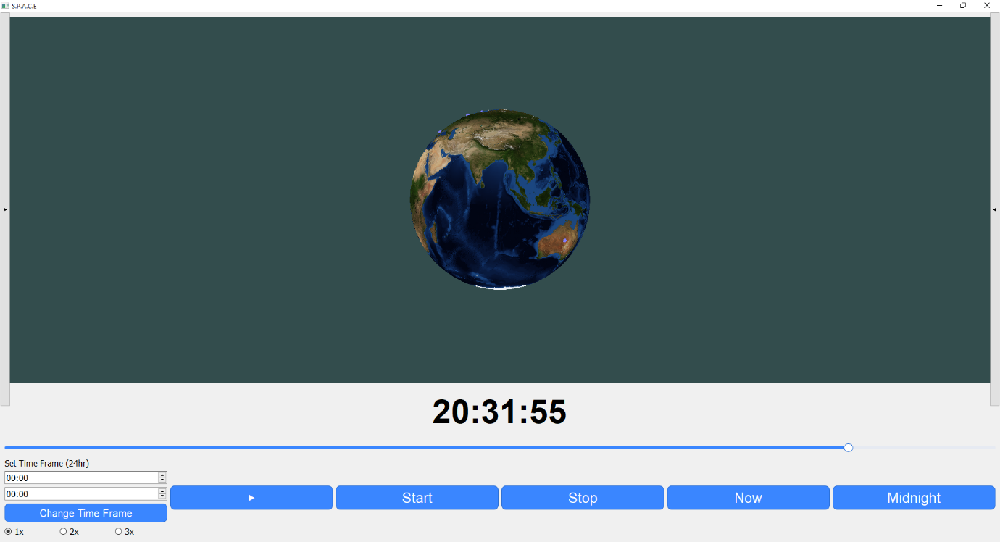 S.P.A.C.E
20:31:55
Set Time Frame (24hr)
00:00
00:00
Start
Stop
Now
Midnight
Change Time Frame
1x
2x
3x